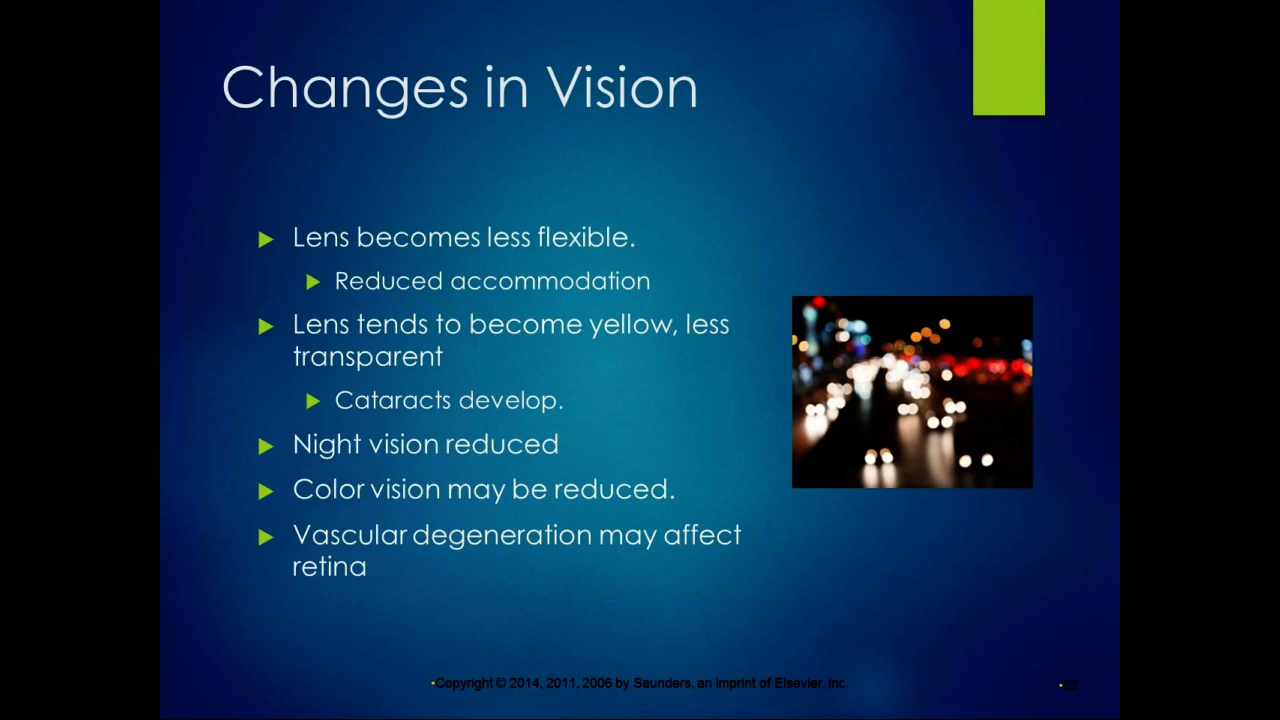 Changes in Vision
Lens becomes less flexible.
Reduced accommodation
Lens tends to become yellow, less
transparent
Cataracts develop.
Night vision reduced
Color vision may be reduced.
Vascular degeneration may affect
retina
•Copyright © 2014, 2011, 2006 by Saunders, an imprint of Elsevier, Inc.